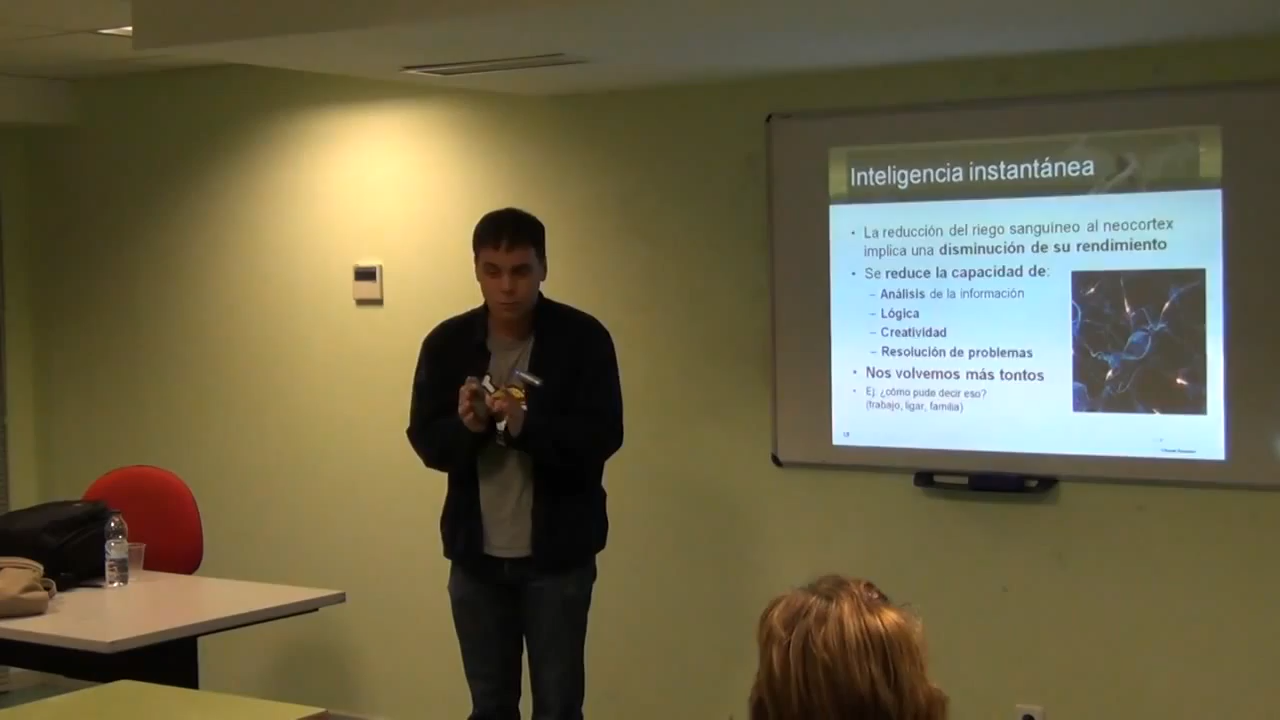 Inteligencia instantánea
• La reducción del riego sanguíneo al neocortex
implica una disminución de su rendimiento
• Se reduce la capacidad de:
– Análisis de la información
– Lógica
– Creatividad
– Resolución de problemas
• Nos volvemos más tontos
• Ej: ¿cómo pude decir eso?
(trabajo, ligar, familia)